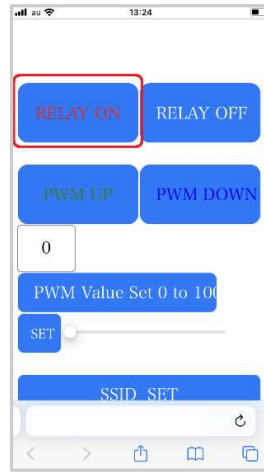 au 13:24
RELAY ON RELAY OFF
PWM UP PWM DOWN
0
PWM Value Set 0 to 100
SET
SSID SET